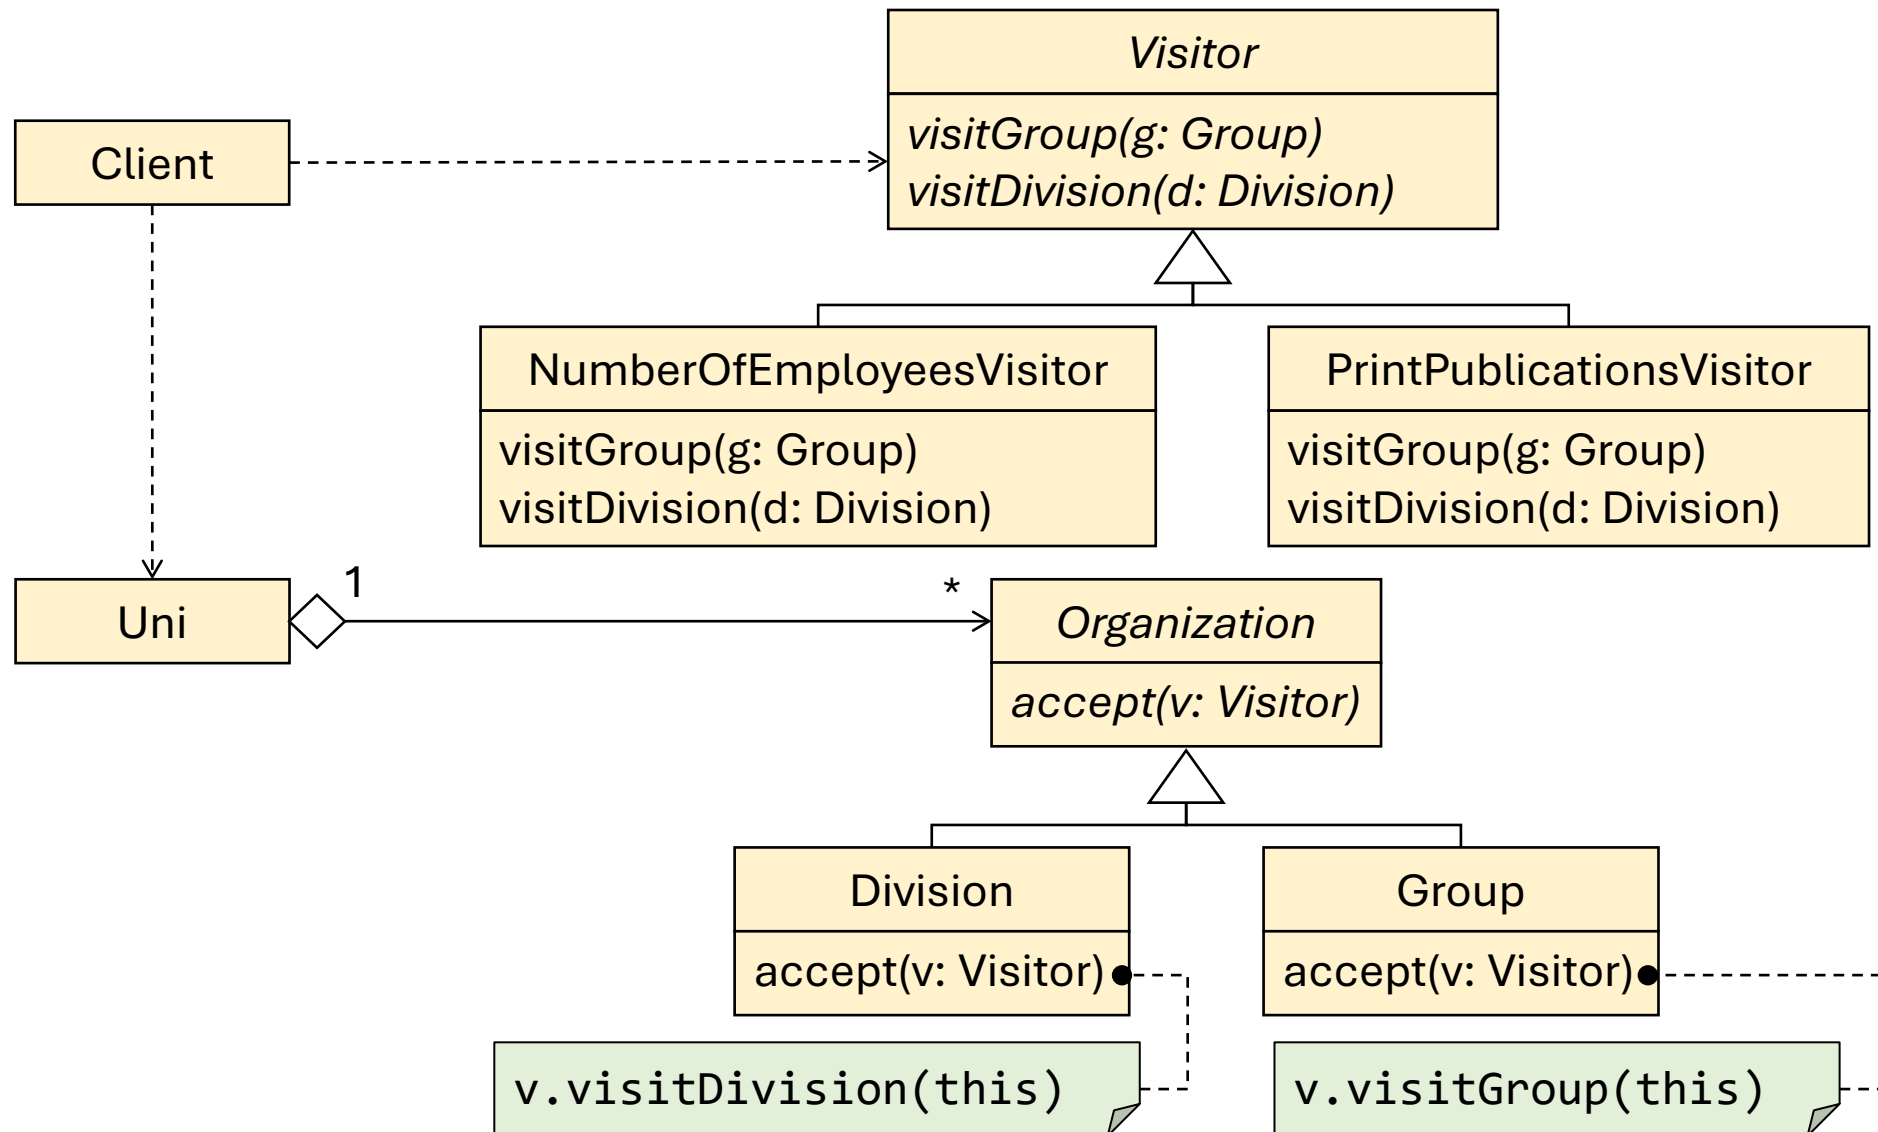 Visitor
visitGroup(g: Group)
visitDivision(d: Division)
Client
NumberOfEmployeesVisitor
visitGroup(g: Group)
visitDivision(d: Division)
PrintPublicationsVisitor
visitGroup(g: Group)
visitDivision(d: Division)
Uni
1
*
Organization
accept(v: Visitor)
Division
accept(v: Visitor)
Group
accept(v: Visitor)
v.visitDivision(this)
v.visitGroup(this)